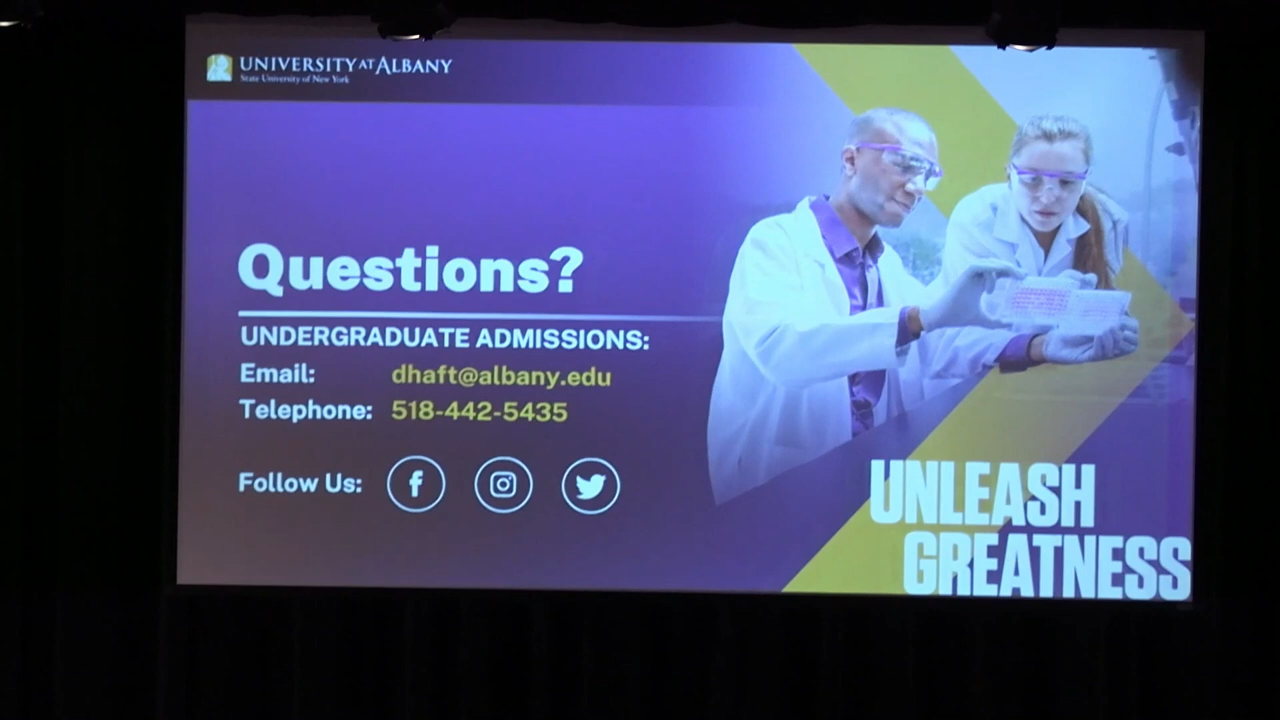 UNIVERSITY AT ALBANY
State University of New York
Questions?
UNDERGRADUATE ADMISSIONS:
Email: dhaft@albany.edu
Telephone: 518-442-5435
Follow Us:
UNLEASH
GREATNESS